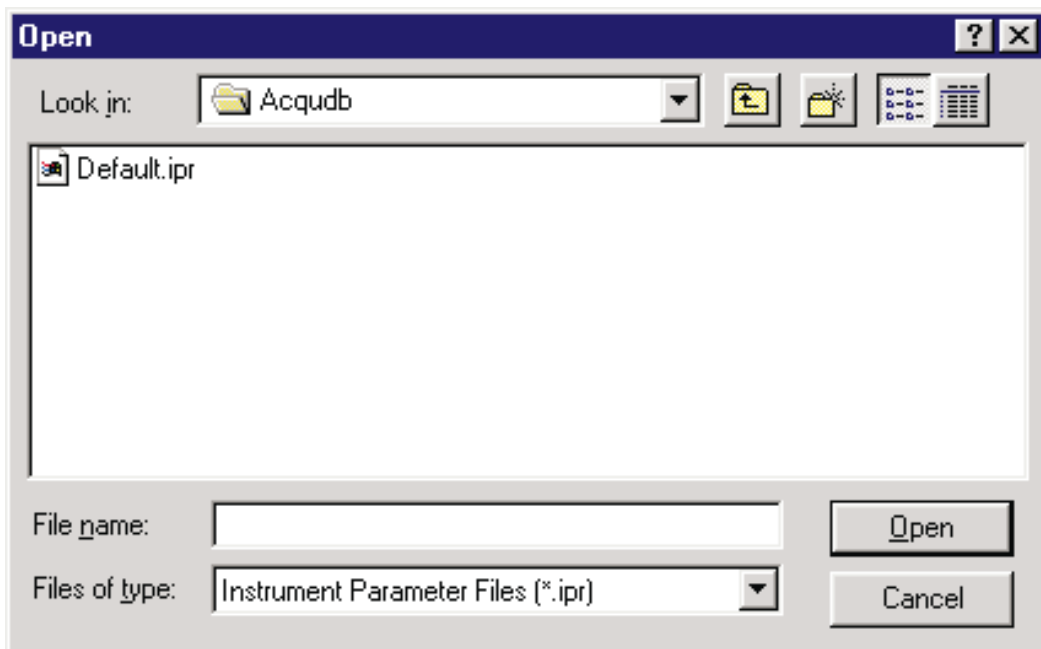 Open
Look in: Acqudb
Default.ipr
File name: Open
Files of type: Instrument Parameter Files (*.ipr) Cancel